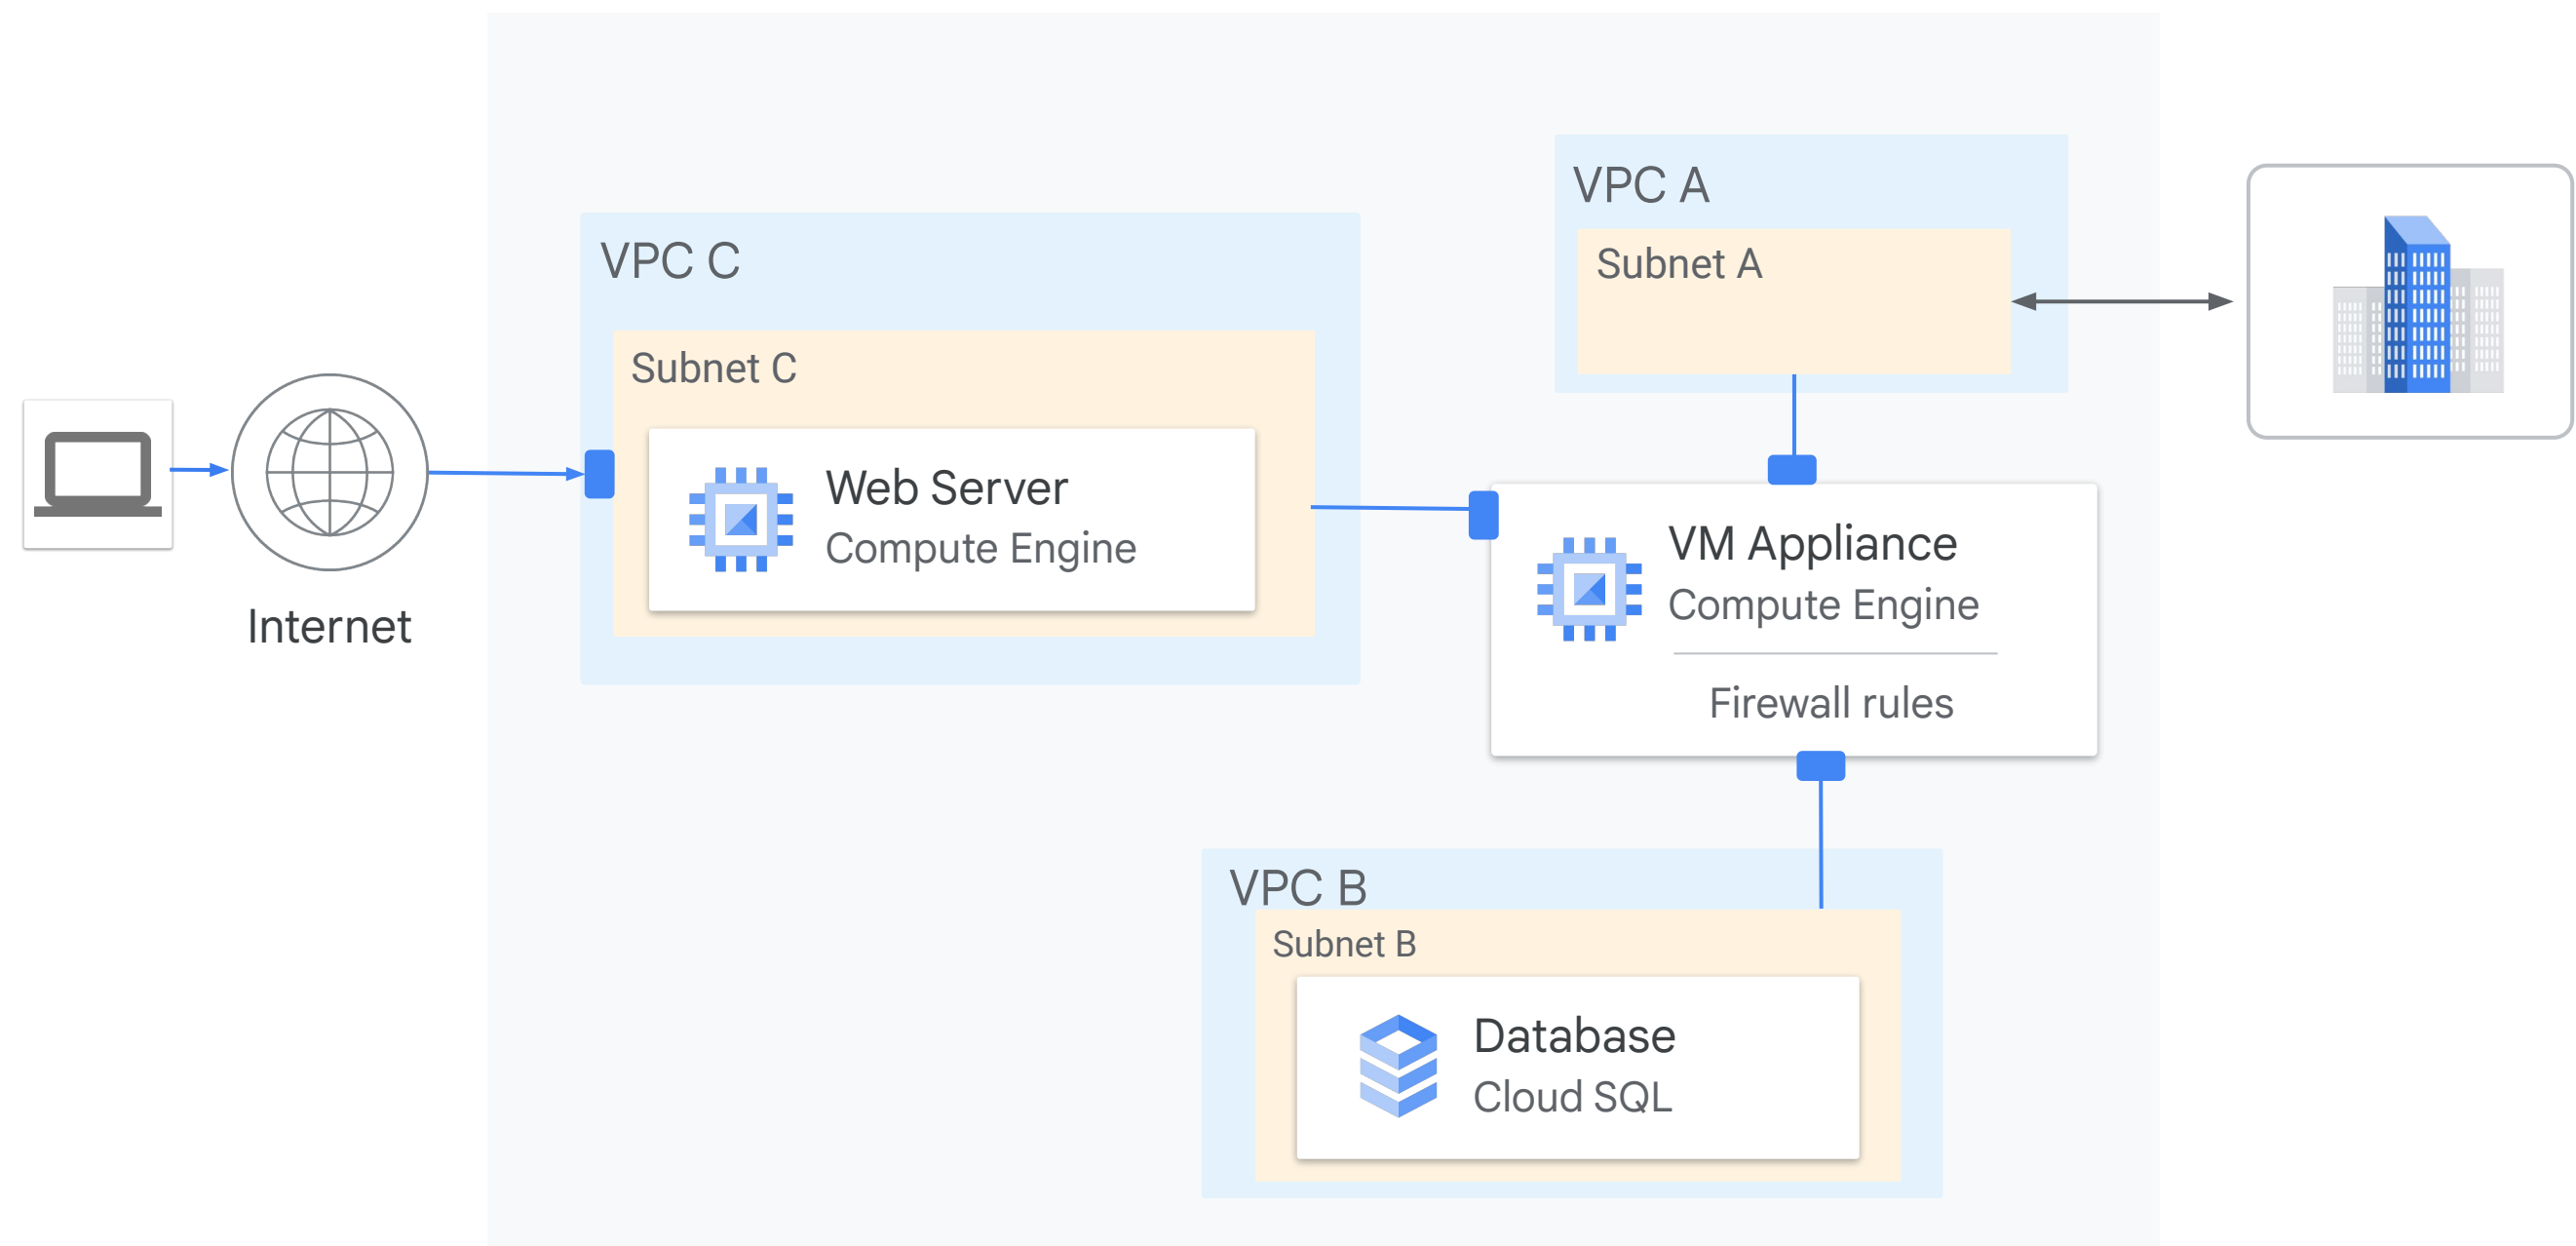 Internet
VPC C
Subnet C
Web Server
Compute Engine
VPC A
Subnet A
VM Appliance
Compute Engine
Firewall rules
VPC B
Subnet B
Database
Cloud SQL